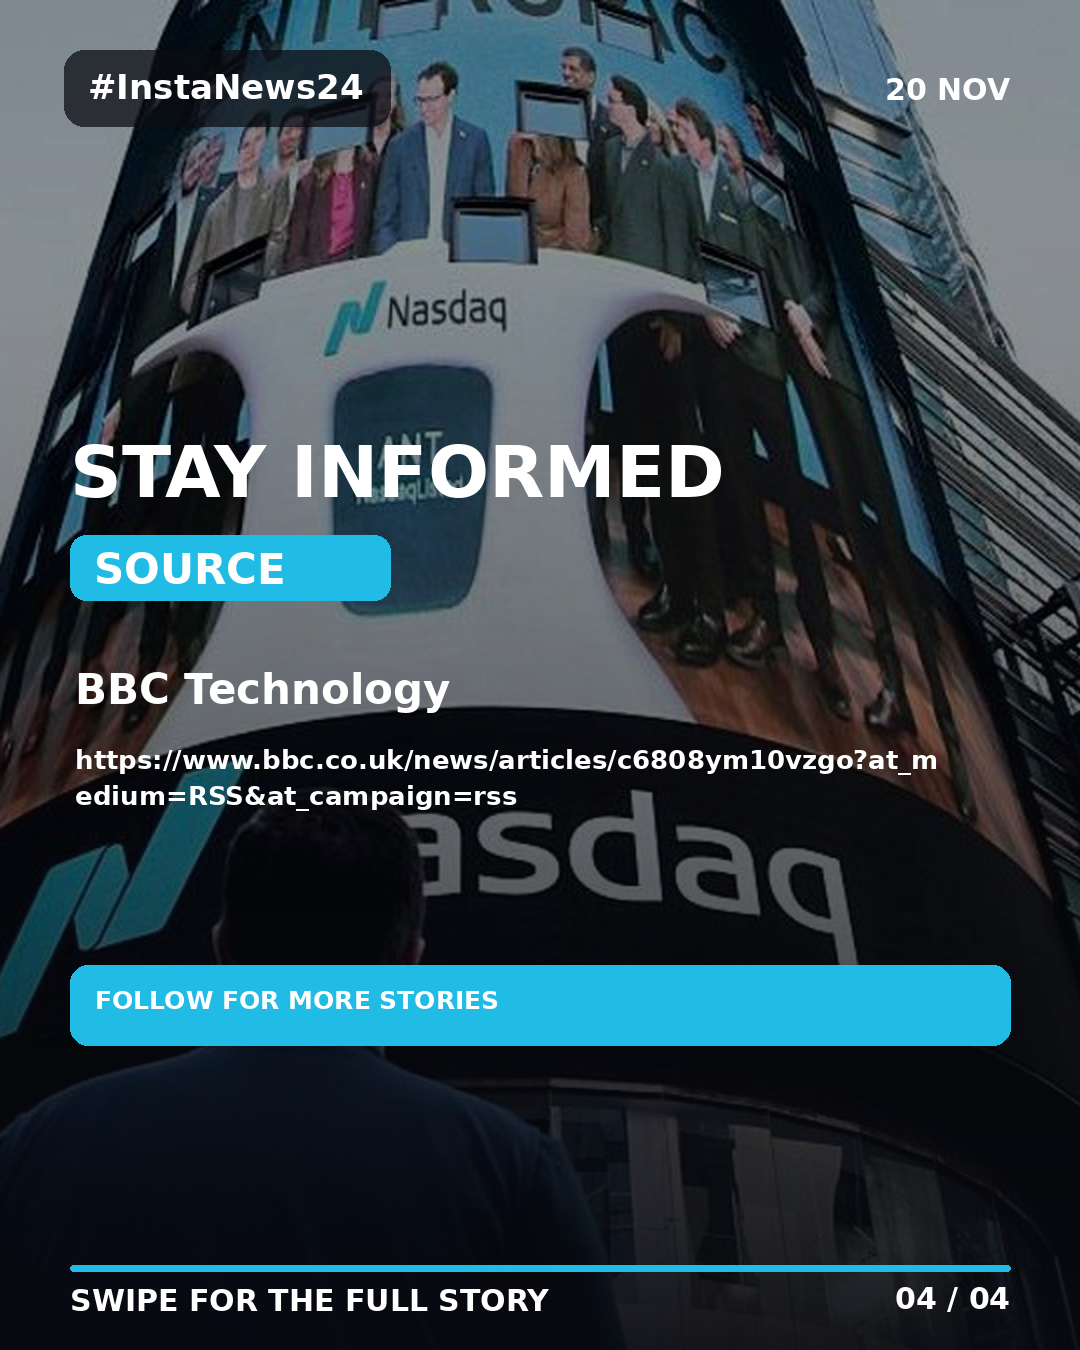 #InstaNews24
20 NOV
Nasdaq
STAY INFORMED
SOURCE
BBC Technology
https://www.bbc.co.uk/news/articles/c6808ym10vzgo?at_m
edium=RSS&at_campaign=rss
asdaq
FOLLOW FOR MORE STORIES
SWIPE FOR THE FULL STORY
04 / 04